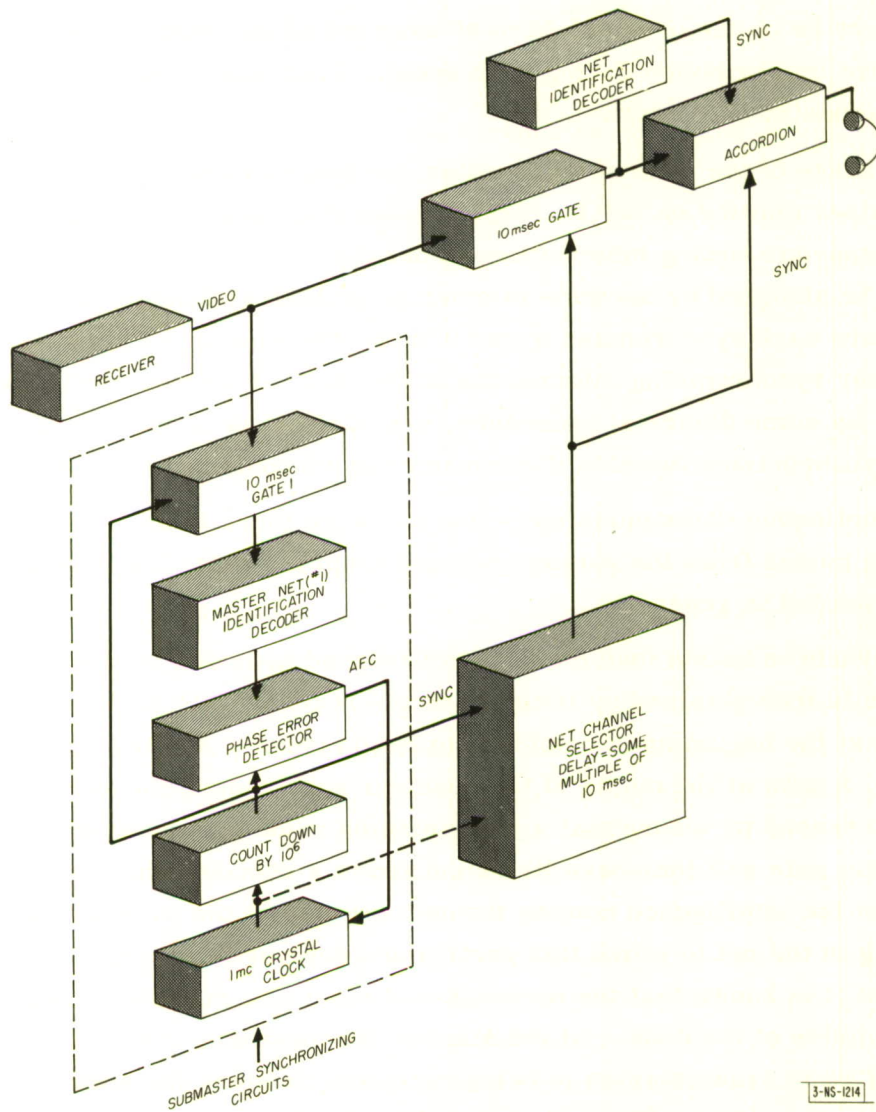 NET
IDENTIFICATION
DECODER
SYNC
ACCORDION
10 msec GATE
SYNC
VIDEO
RECEIVER
10 msec
GATE 1
MASTER NET (#1)
IDENTIFICATION
DECODER
AFC
PHASE ERROR
DETECTOR
SYNC
NET CHANNEL
SELECTOR
DELAY = SOME
MULTIPLE OF
10 msec
COUNT DOWN
BY 10⁶
1 mc CRYSTAL
CLOCK
SUBMASTER SYNCHRONIZING
CIRCUITS
3-NS-1214